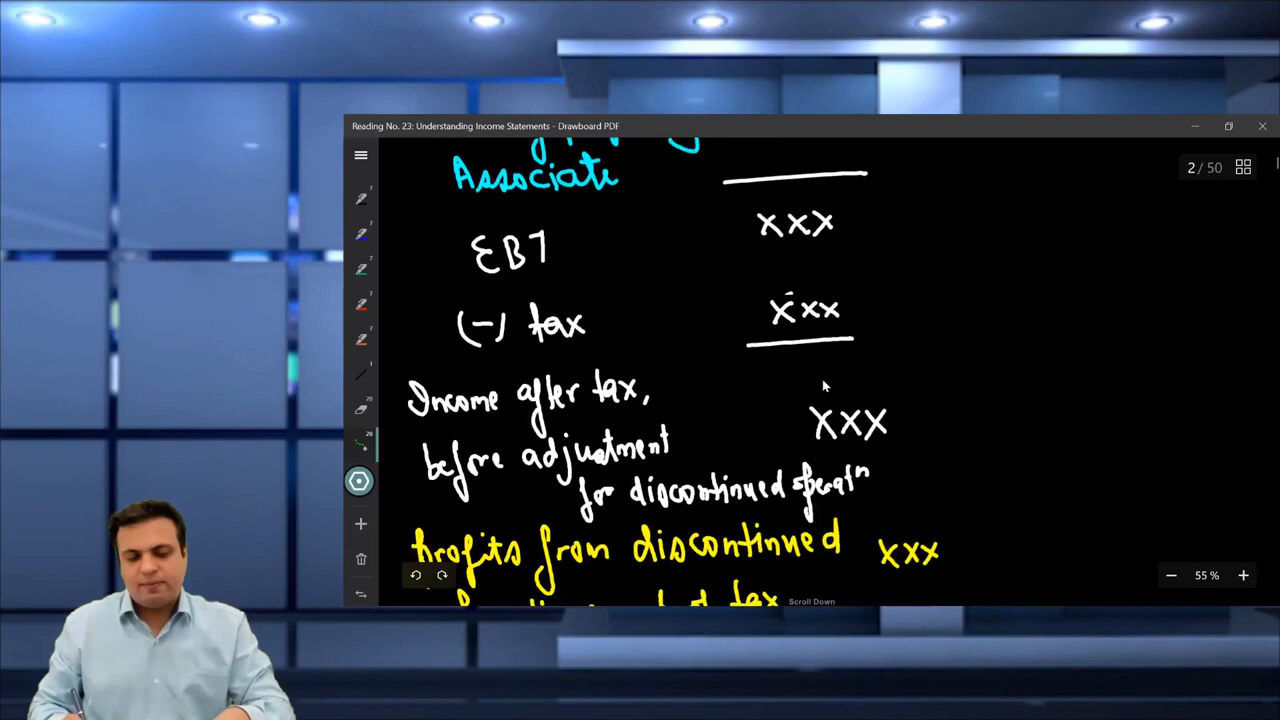 Reading No. 23: Understanding Income Statements - Drawboard PDF
2 / 50
Associate
xxx
EBT
(-) tax xxx
Income after tax,
xxx
before adjustment
for discontinued operatn
Profits from discontinued xxx
tax
55 %
Scroll Down